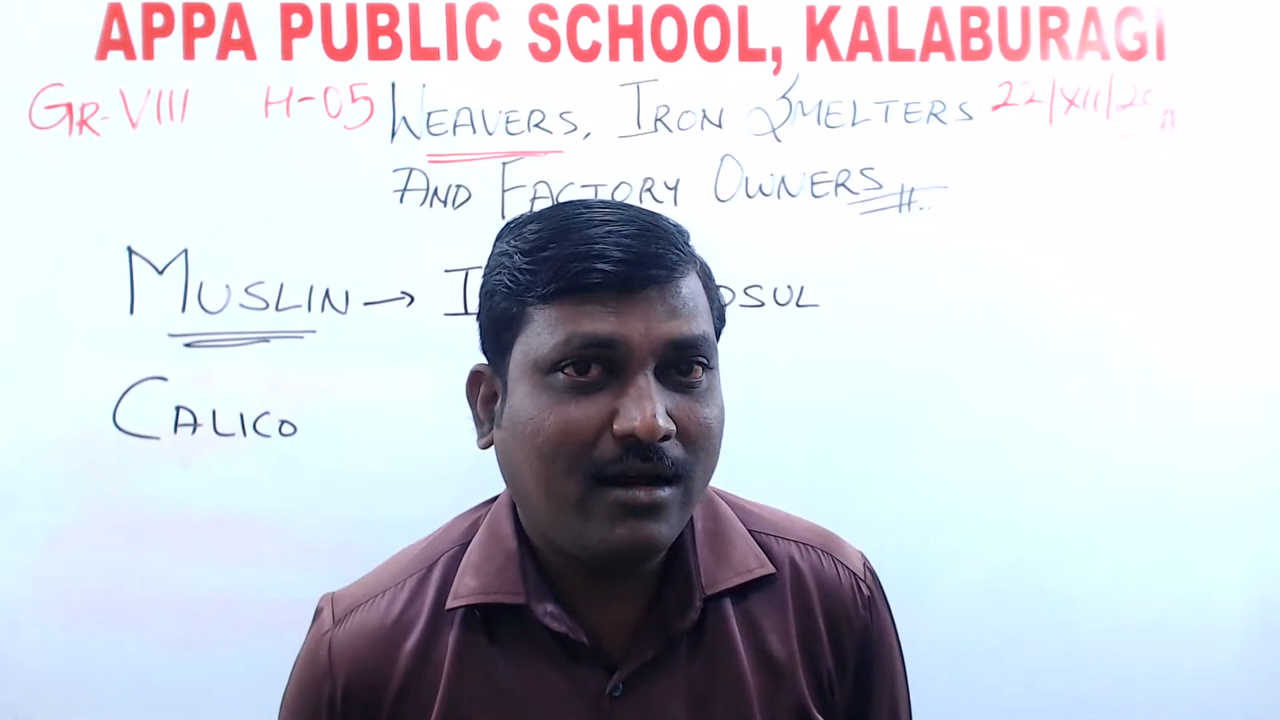 APPA PUBLIC SCHOOL, KALABURAGI
GR-VIII H-05 WEAVERS, IRON SMELTERS 22/XII/20
AND FACTORY OWNERS
MUSLIN →
CALICO